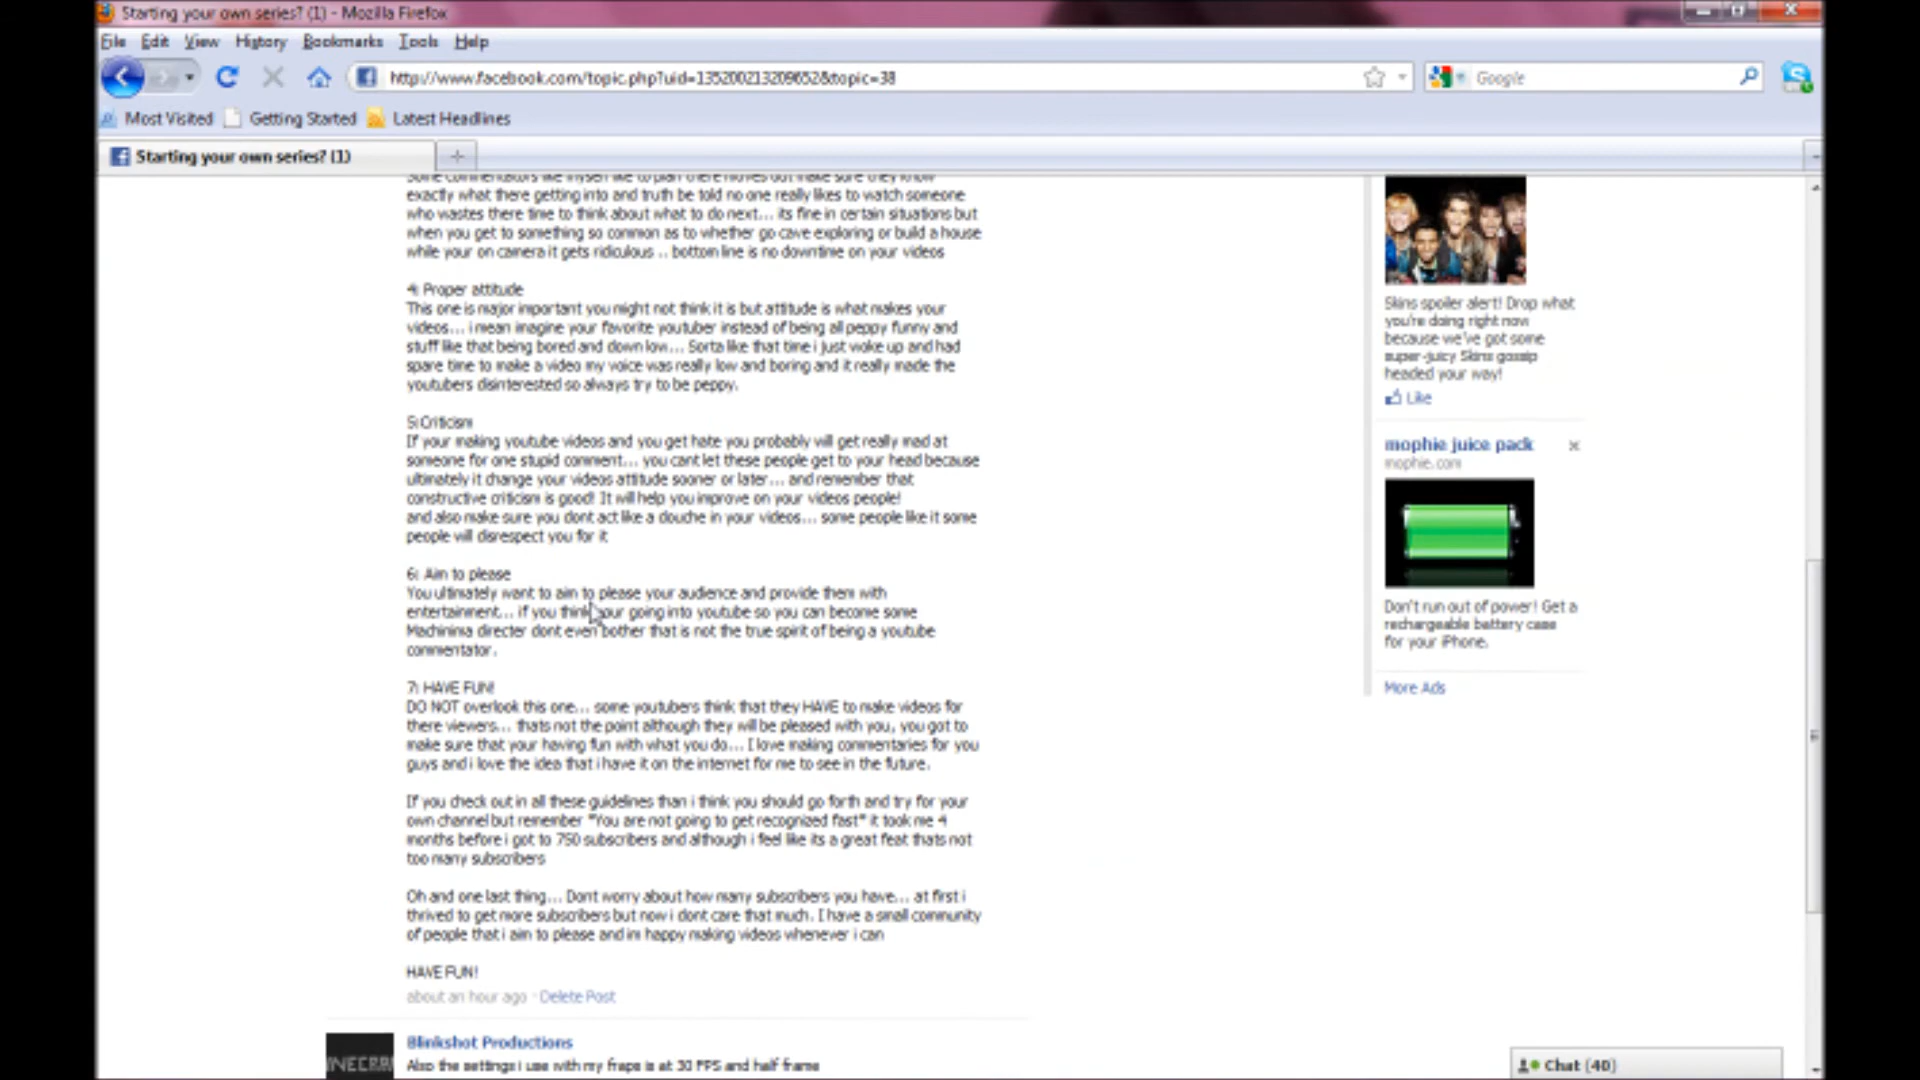 Starting your own series? (1) - Mozilla Firefox
File Edit View History Bookmarks Tools Help
http://www.facebook.com/topic.php?uid=135200213209652&topic=38
Google
Most Visited Getting Started Latest Headlines
Starting your own series? (1)
Some commentators like myself like to plan there moves out make sure they know
exactly what there getting into and truth be told no one really likes to watch someone
who wastes there time to think about what to do next... its fine in certain situations but
when you get to something so common as to whether go cave exploring or build a house
while your on camera it gets ridiculous .. bottom line is no downtime on your videos
4: Proper attitude
This one is major important you might not think it is but attitude is what makes your
videos... i mean imagine your favorite youtuber instead of being all peppy funny and
stuff like that being bored and down low... Sorta like that time i just woke up and had
spare time to make a video my voice was really low and boring and it really made the
youtubers disinterested so always try to be peppy.
5:Criticism
If your making youtube videos and you get hate you probably will get really mad at
someone for one stupid comment... you cant let these people get to your head because
ultimately it change your videos attitude sooner or later... and remember that
constructive criticism is good! It will help you improve on your videos people!
and also make sure you dont act like a douche in your videos... some people like it some
people will disrespect you for it
6: Aim to please
You ultimately want to aim to please your audience and provide them with
entertainment... if you think your going into youtube so you can become some
Machinima directer dont even bother that is not the true spirit of being a youtube
commentator.
7: HAVE FUN!
DO NOT overlook this one... some youtubers think that they HAVE to make videos for
there viewers... thats not the point although they will be pleased with you, you got to
make sure that your having fun with what you do... I love making commentaries for you
guys and i love the idea that i have it on the internet for me to see in the future.
If you check out in all these guidelines than i think you should go forth and try for your
own channel but remember "You are not going to get recognized fast" it took me 4
months before i got to 750 subscribers and although i feel like its a great feat thats not
too many subscribers
Oh and one last thing... Dont worry about how many subscribers you have... at first i
thrived to get more subscribers but now i dont care that much. I have a small community
of people that i aim to please and im happy making videos whenever i can
HAVE FUN!
about an hour ago · Delete Post
Blinkshot Productions
Also the settings i use with my fraps is at 30 FPS and half frame
Skins spoiler alert! Drop what
you're doing right now
because we've got some
super-juicy Skins gossip
headed your way!
Like
mophie juice pack
mophie.com
Don't run out of power! Get a
rechargeable battery case
for your iPhone.
More Ads
Chat (40)